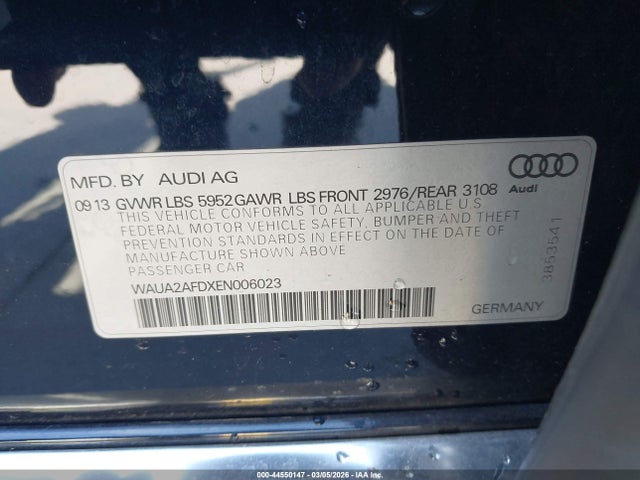 MFD. BY AUDI AG
09 13 GVWR LBS 5952 GAWR LBS FRONT 2976/REAR 3108
Audi
THIS VEHICLE CONFORMS TO ALL APPLICABLE U.S
FEDERAL MOTOR VEHICLE SAFETY, BUMPER AND THEFT
PREVENTION STANDARDS IN EFFECT ON THE DATE OF
MANUFACTURE SHOWN ABOVE
PASSENGER CAR
WAUA2AFDXEN006023
3853541
GERMANY
000-44550147 - 03/05/2026 - COPYRIGHT IAA, LLC